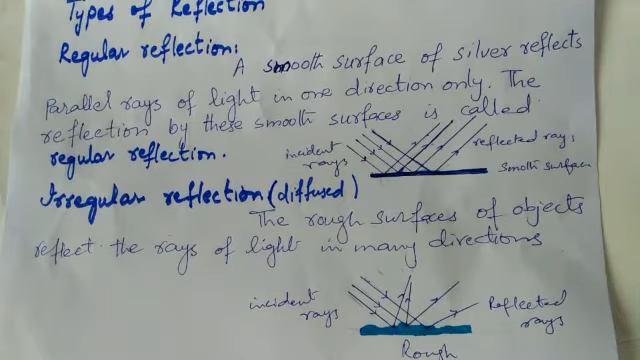 Types of Reflection
Regular reflection:
A smooth surface of silver reflects
Parallel rays of light in one direction only. The
reflection by these smooth surfaces is called
regular reflection.
incident rays
reflected rays
smooth surface
Irregular reflection (diffused)
The rough surfaces of objects
reflect the rays of light in many directions
incident rays
Reflected rays
Rough